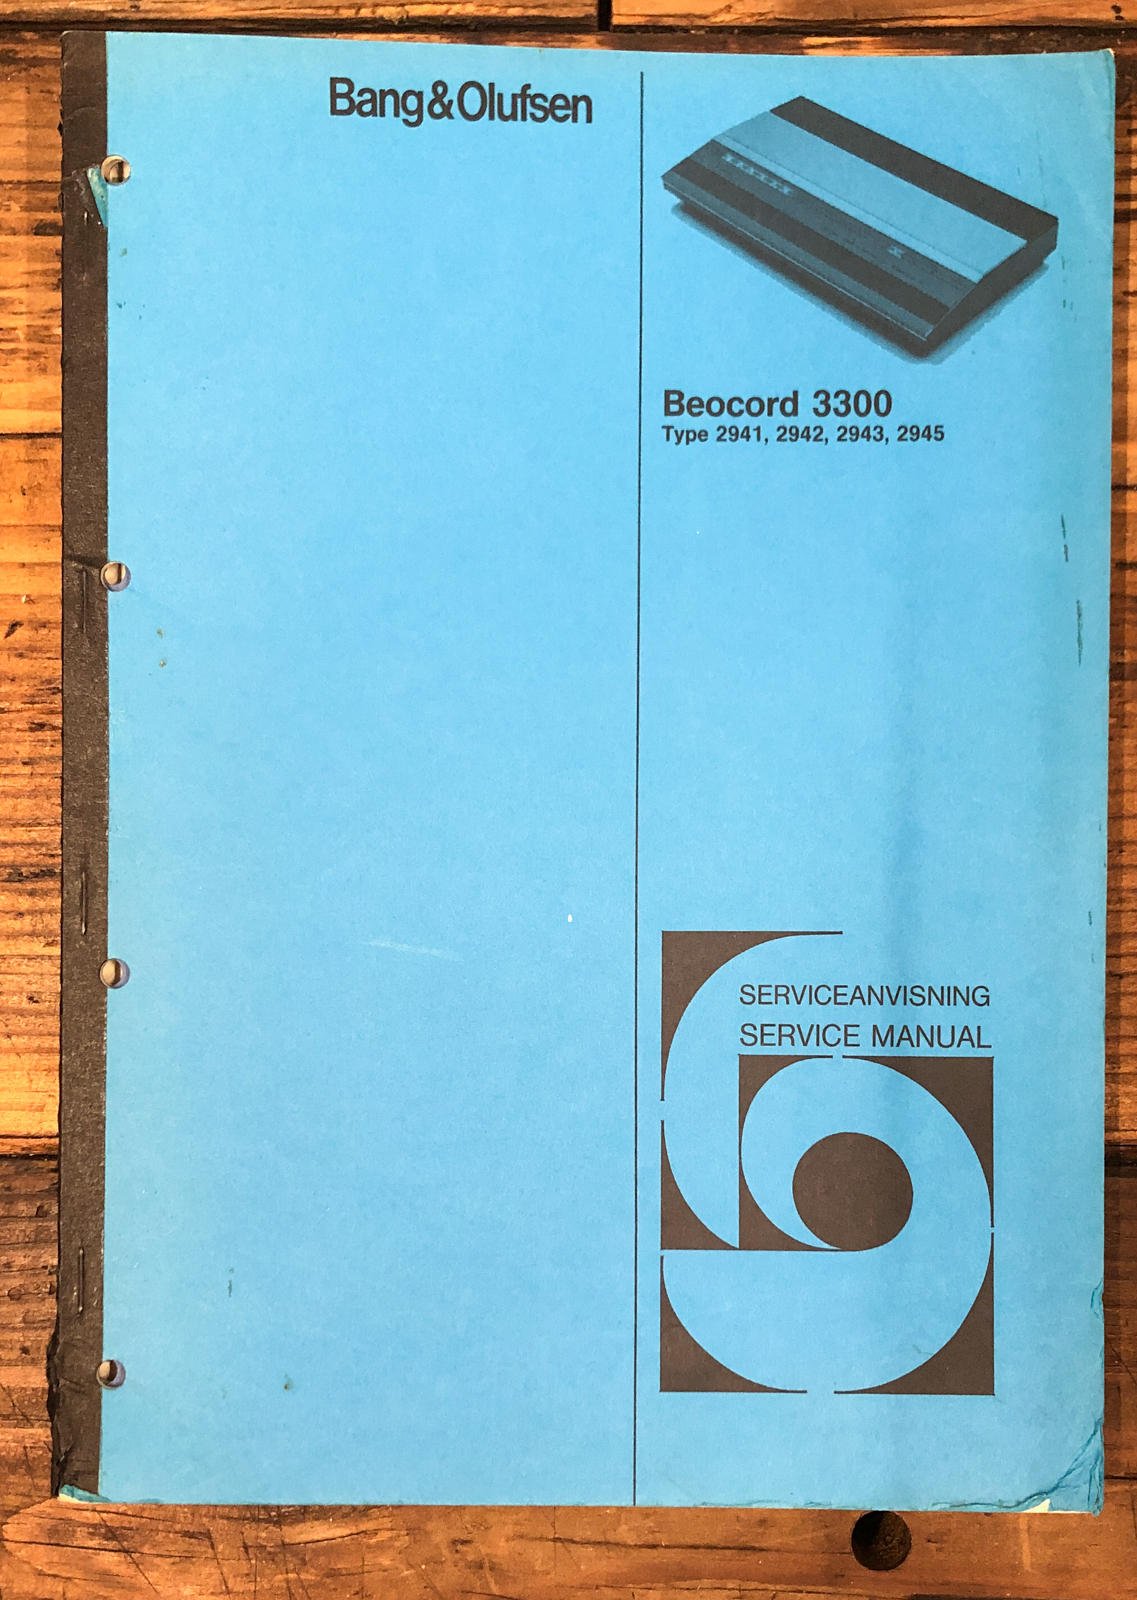 Bang&Olufsen
Beocord 3300
Type 2941, 2942, 2943, 2945
SERVICEANVISNING
SERVICE MANUAL